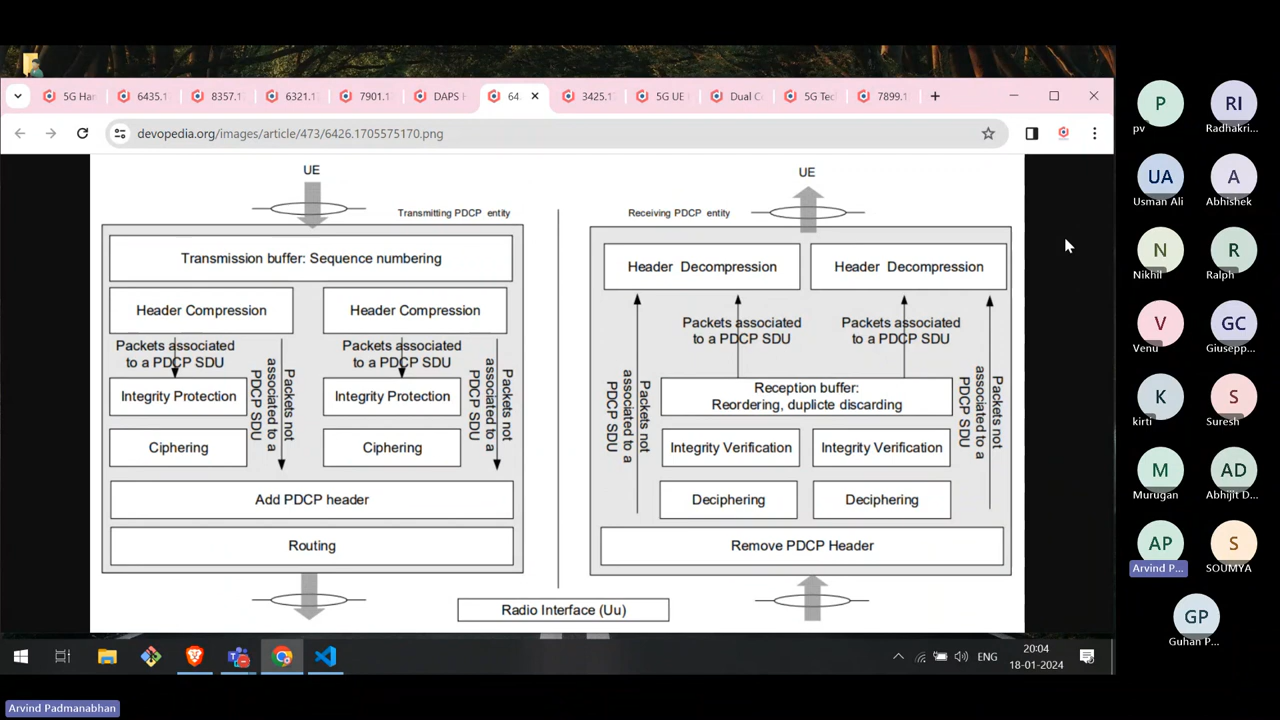 5G Har
6435.1
8357.1
6321.1
7901.1
DAPS H
64
3425.1
5G UE
Dual C
5G Tec
7899.1
devopedia.org/images/article/473/6426.1705575170.png
UE
Transmitting PDCP entity
Transmission buffer: Sequence numbering
Header Compression
Header Compression
Packets associated
to a PDCP SDU
Packets associated
to a PDCP SDU
Packets not
associated to a
PDCP SDU
Packets not
associated to a
PDCP SDU
Integrity Protection
Integrity Protection
Ciphering
Ciphering
Add PDCP header
Routing
UE
Receiving PDCP entity
Header Decompression
Header Decompression
Packets associated
to a PDCP SDU
Packets associated
to a PDCP SDU
Packets not
associated to a
PDCP SDU
Packets not
associated to a
PDCP SDU
Reception buffer:
Reordering, duplicte discarding
Integrity Verification
Integrity Verification
Deciphering
Deciphering
Remove PDCP Header
Radio Interface (Uu)
ENG
20:04
18-01-2024
P
pv
RI
Radhakri...
UA
Usman Ali
A
Abhishek
N
Nikhil
R
Ralph
V
Venu
GC
Giusepp...
K
kirti
S
Suresh
M
Murugan
AD
Abhijit D...
AP
Arvind P...
S
SOUMYA
GP
Guhan P...
Arvind Padmanabhan